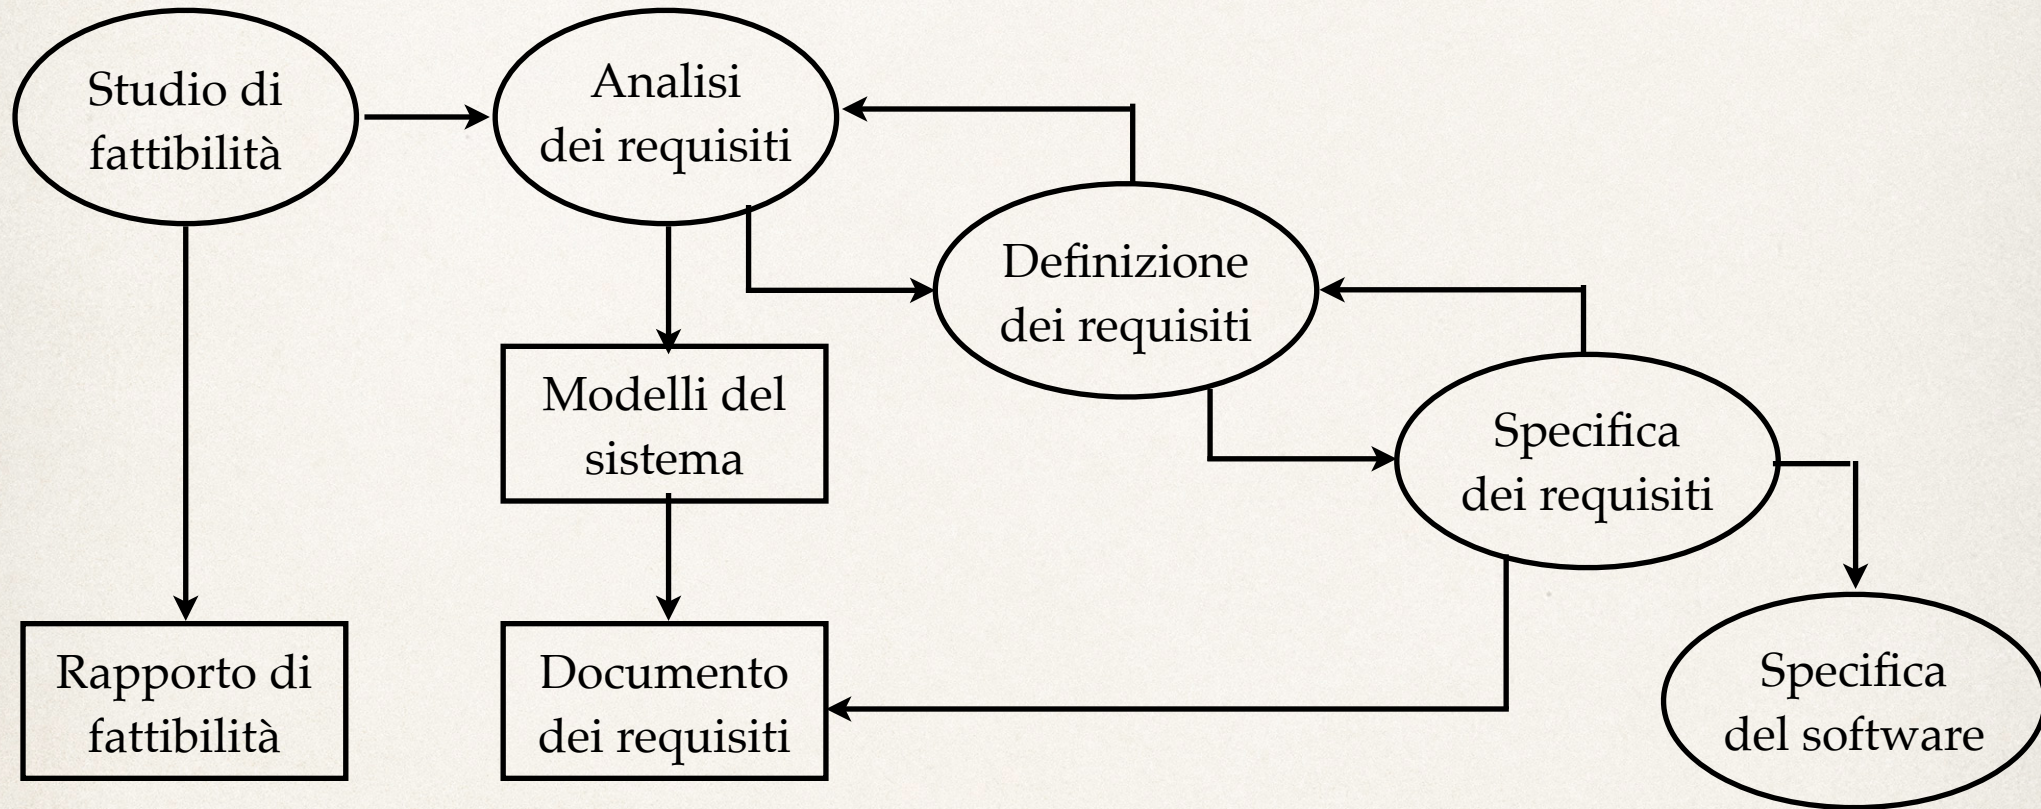 Studio di
fattibilità
Analisi
dei requisiti
Definizione
dei requisiti
Modelli del
sistema
Specifica
dei requisiti
Rapporto di
fattibilità
Documento
dei requisiti
Specifica
del software